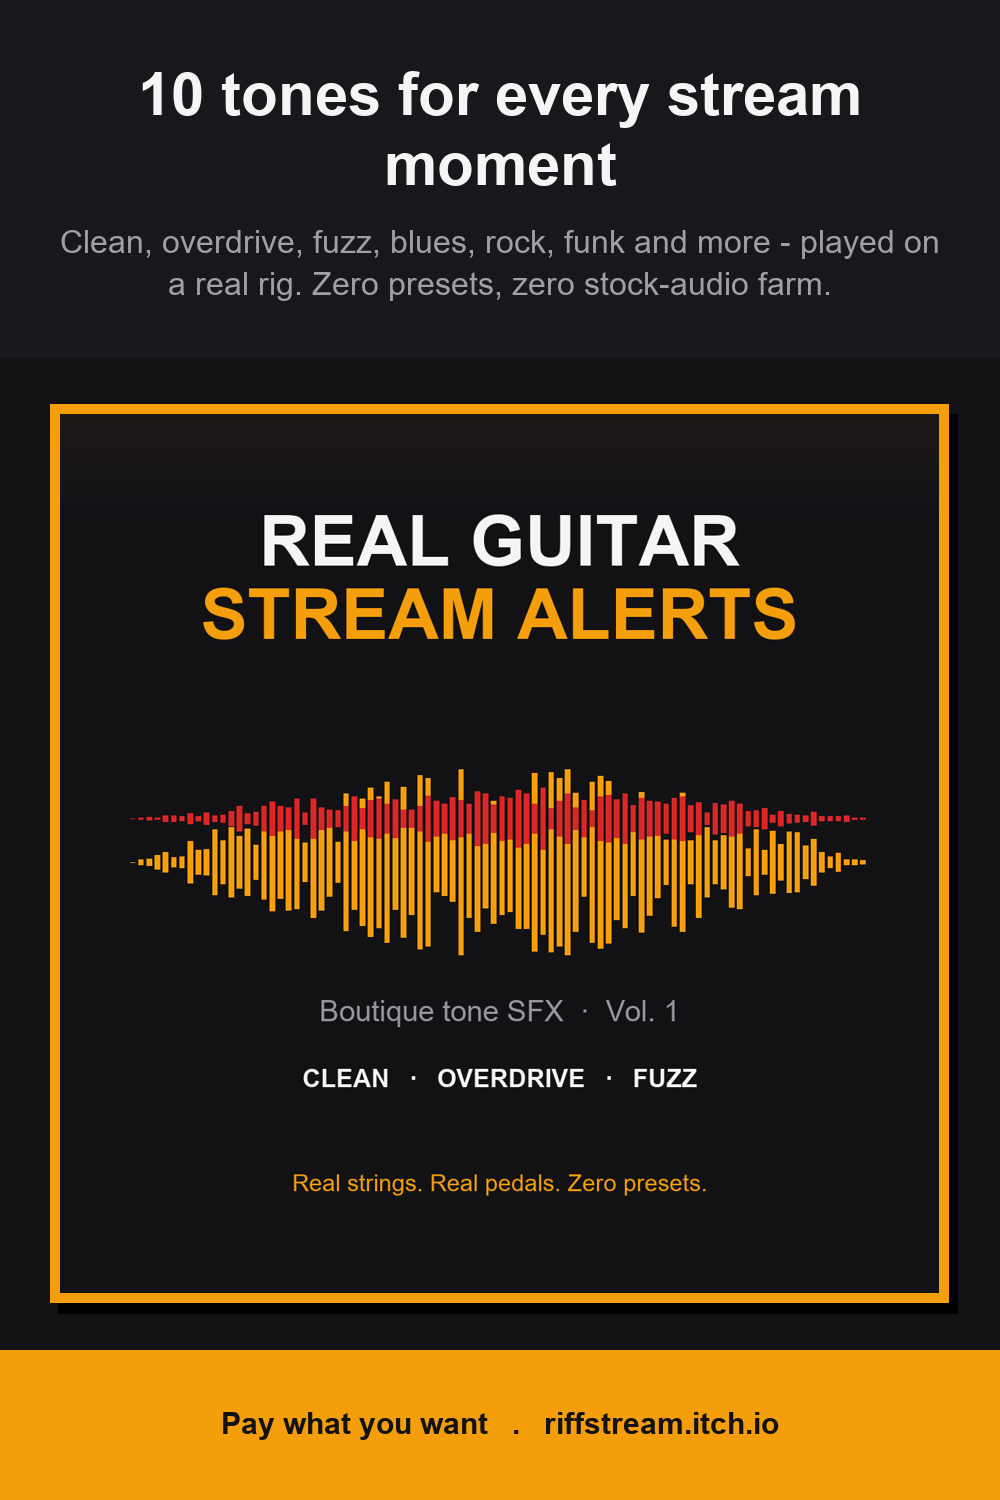 10 tones for every stream
moment
Clean, overdrive, fuzz, blues, rock, funk and more - played on
a real rig. Zero presets, zero stock-audio farm.
REAL GUITAR
STREAM ALERTS
Boutique tone SFX · Vol. 1
CLEAN · OVERDRIVE · FUZZ
Real strings. Real pedals. Zero presets.
Pay what you want . riffstream.itch.io